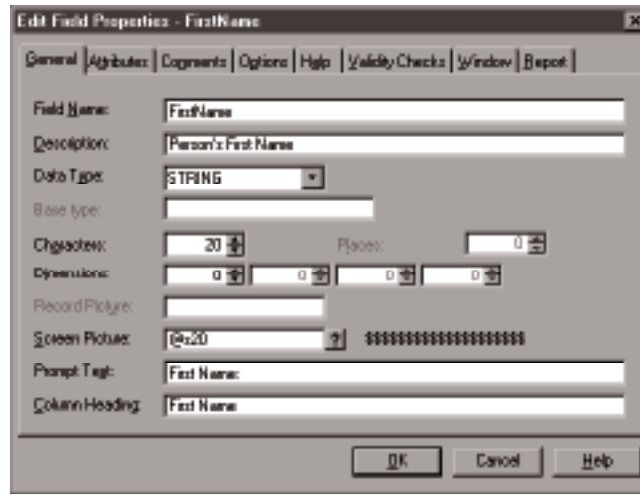 Edit Field Properties - FirstName
General Attributes Comments Options Help Validity Checks Window Report
Field Name: FirstName
Description: Person's First Name
Data Type: STRING
Base type:
Characters: 20 Places: 0
Dimensions: 0 0 0 0
Record Picture:
Screen Picture: @s20 ? $$$$$$$$$$$$$$$$$$$$
Prompt Text: First Name:
Column Heading: First Name
OK Cancel Help